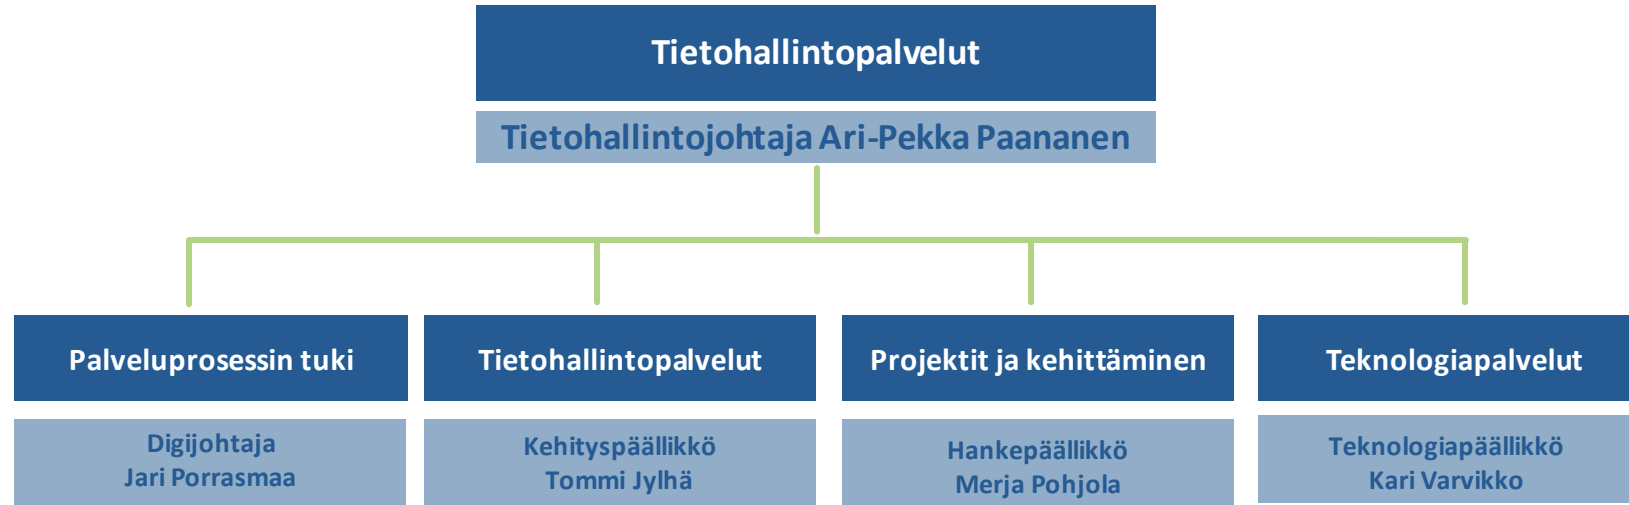 Tietohallintopalvelut
Tietohallintojohtaja Ari-Pekka Paananen
Palveluprosessin tuki
Digijohtaja
Jari Porrasmaa
Tietohallintopalvelut
Kehityspäällikkö
Tommi Jylhä
Projektit ja kehittäminen
Hankepäällikkö
Merja Pohjola
Teknologiapalvelut
Teknologiapäällikkö
Kari Varvikko